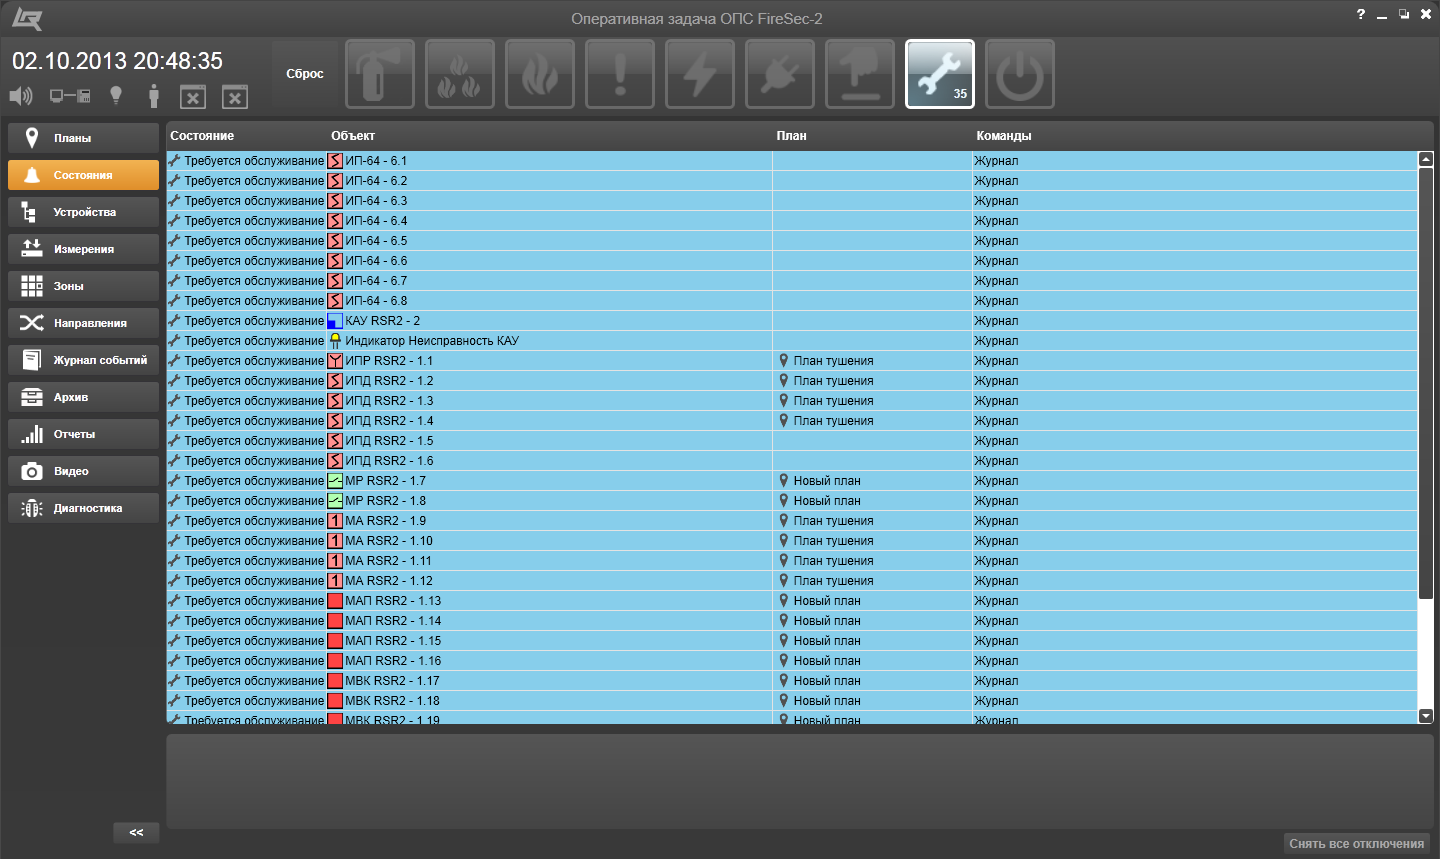 Оперативная задача ОПС FireSec-2
?
02.10.2013 20:48:35
Сброс
35
Планы
Состояния
Устройства
Измерения
Зоны
Направления
Журнал событий
Архив
Отчеты
Видео
Диагностика
<<
Состояние Объект План Команды
Требуется обслуживание ИП-64 - 6.1 Журнал
Требуется обслуживание ИП-64 - 6.2 Журнал
Требуется обслуживание ИП-64 - 6.3 Журнал
Требуется обслуживание ИП-64 - 6.4 Журнал
Требуется обслуживание ИП-64 - 6.5 Журнал
Требуется обслуживание ИП-64 - 6.6 Журнал
Требуется обслуживание ИП-64 - 6.7 Журнал
Требуется обслуживание ИП-64 - 6.8 Журнал
Требуется обслуживание КАУ RSR2 - 2 Журнал
Требуется обслуживание Индикатор Неисправность КАУ Журнал
Требуется обслуживание ИПР RSR2 - 1.1 План тушения Журнал
Требуется обслуживание ИПД RSR2 - 1.2 План тушения Журнал
Требуется обслуживание ИПД RSR2 - 1.3 План тушения Журнал
Требуется обслуживание ИПД RSR2 - 1.4 План тушения Журнал
Требуется обслуживание ИПД RSR2 - 1.5 Журнал
Требуется обслуживание ИПД RSR2 - 1.6 Журнал
Требуется обслуживание МР RSR2 - 1.7 Новый план Журнал
Требуется обслуживание МР RSR2 - 1.8 Новый план Журнал
Требуется обслуживание 1 МА RSR2 - 1.9 План тушения Журнал
Требуется обслуживание 1 МА RSR2 - 1.10 План тушения Журнал
Требуется обслуживание 1 МА RSR2 - 1.11 План тушения Журнал
Требуется обслуживание 1 МА RSR2 - 1.12 План тушения Журнал
Требуется обслуживание МАП RSR2 - 1.13 Новый план Журнал
Требуется обслуживание МАП RSR2 - 1.14 Новый план Журнал
Требуется обслуживание МАП RSR2 - 1.15 Новый план Журнал
Требуется обслуживание МАП RSR2 - 1.16 Новый план Журнал
Требуется обслуживание МВК RSR2 - 1.17 Новый план Журнал
Требуется обслуживание МВК RSR2 - 1.18 Новый план Журнал
Требуется обслуживание МВК RSR2 - 1.19 Новый план Журнал
Снять все отключения